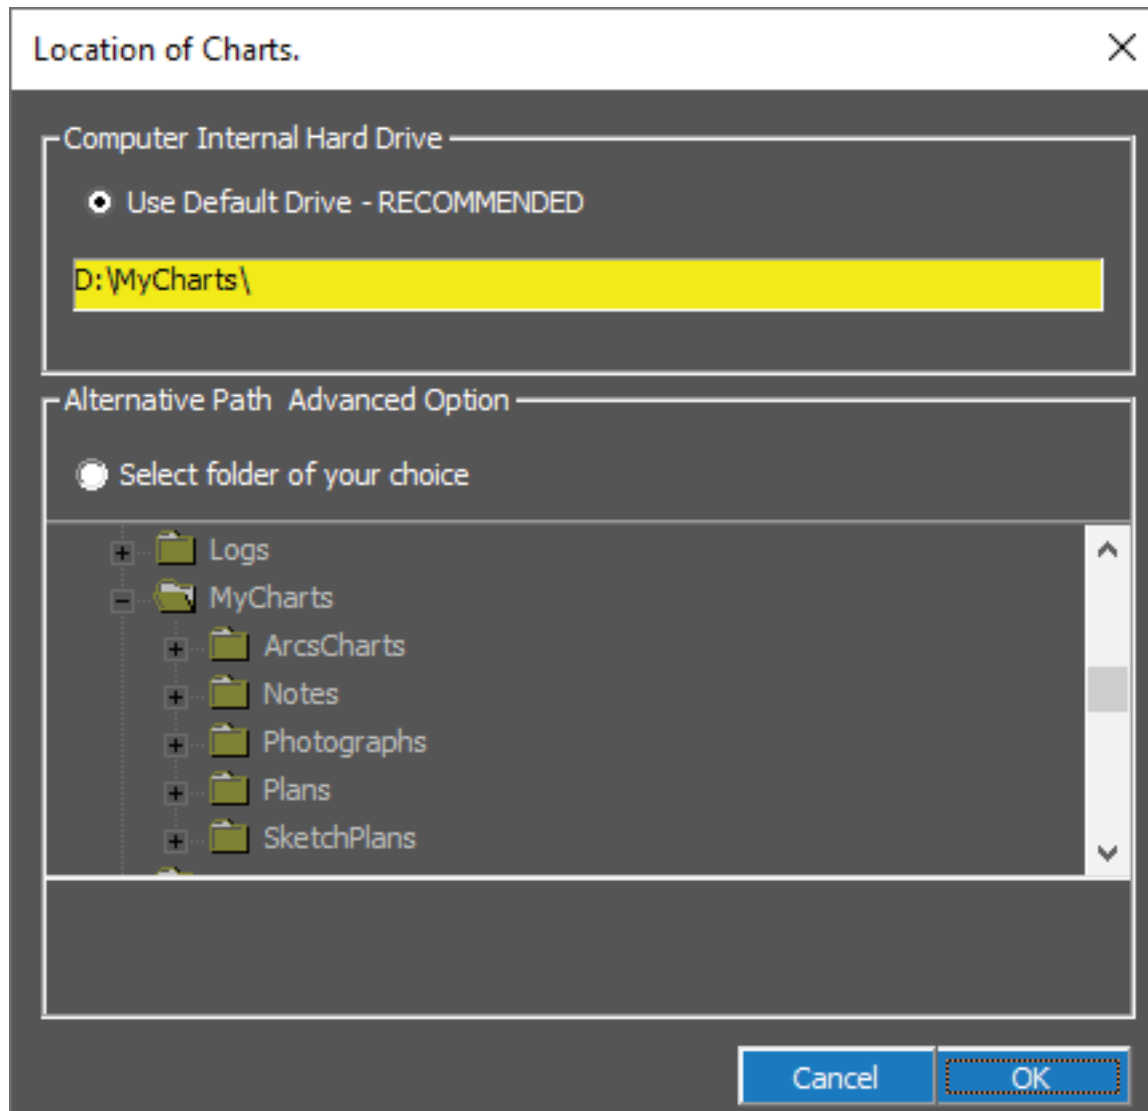 Location of Charts.
Computer Internal Hard Drive
Use Default Drive - RECOMMENDED
D:\MyCharts\
Alternative Path  Advanced Option
Select folder of your choice
Logs
MyCharts
ArcsCharts
Notes
Photographs
Plans
SketchPlans
Cancel OK